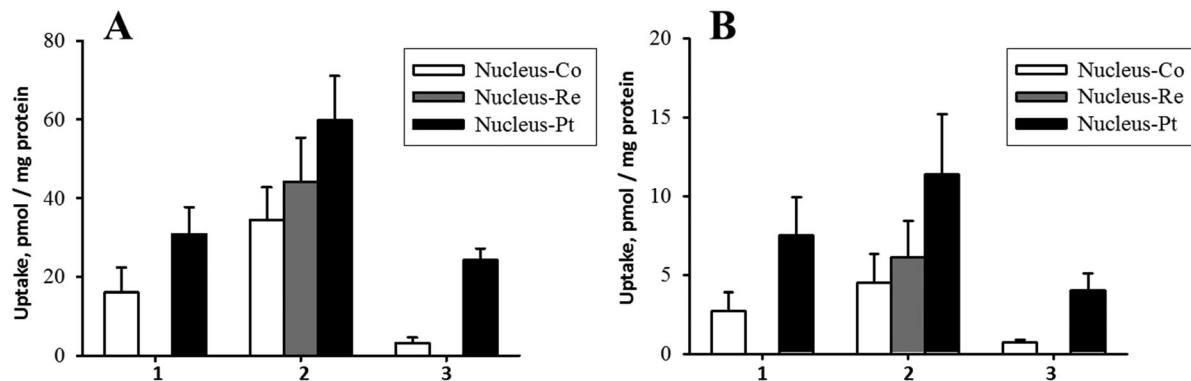 A
Uptake, pmol / mg protein
80
60
40
20
0
Nucleus-Co
Nucleus-Re
Nucleus-Pt
1 2 3
B
Uptake, pmol / mg protein
20
15
10
5
0
Nucleus-Co
Nucleus-Re
Nucleus-Pt
1 2 3